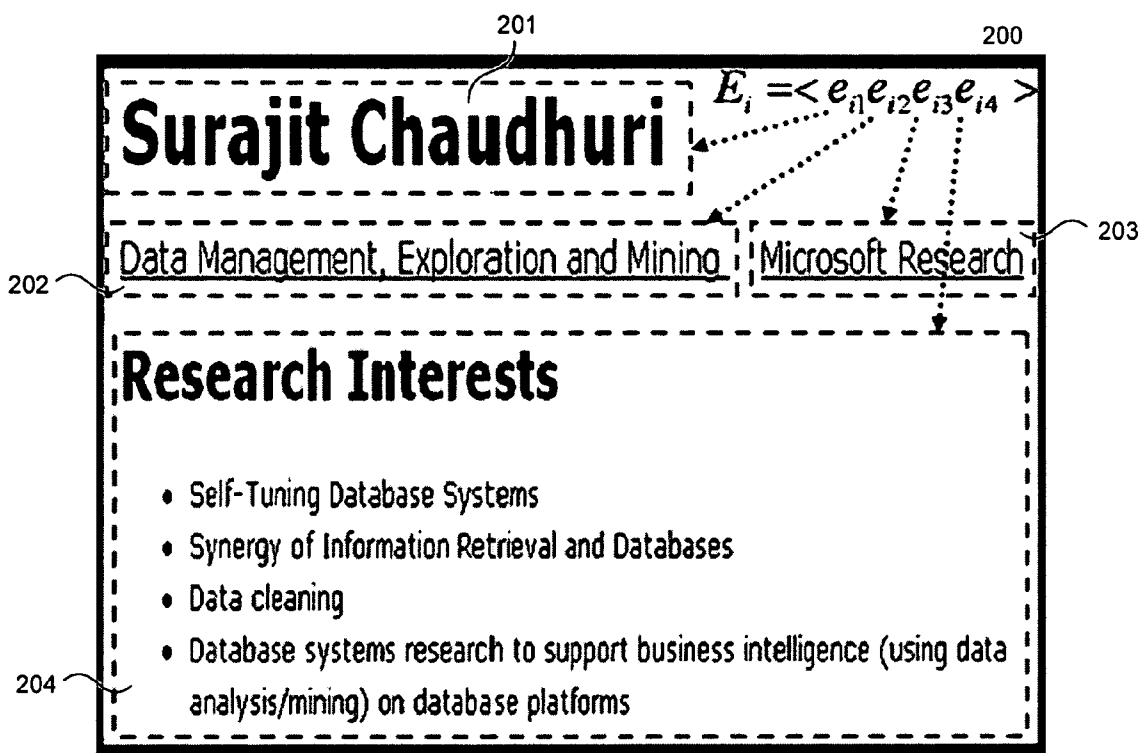 201
200
Surajit Chaudhuri
E_i =< e_i1 e_i2 e_i3 e_i4 >
203
Data Management, Exploration and Mining Microsoft Research
202
Research Interests
• Self-Tuning Database Systems
• Synergy of Information Retrieval and Databases
• Data cleaning
• Database systems research to support business intelligence (using data
204
analysis/mining) on database platforms